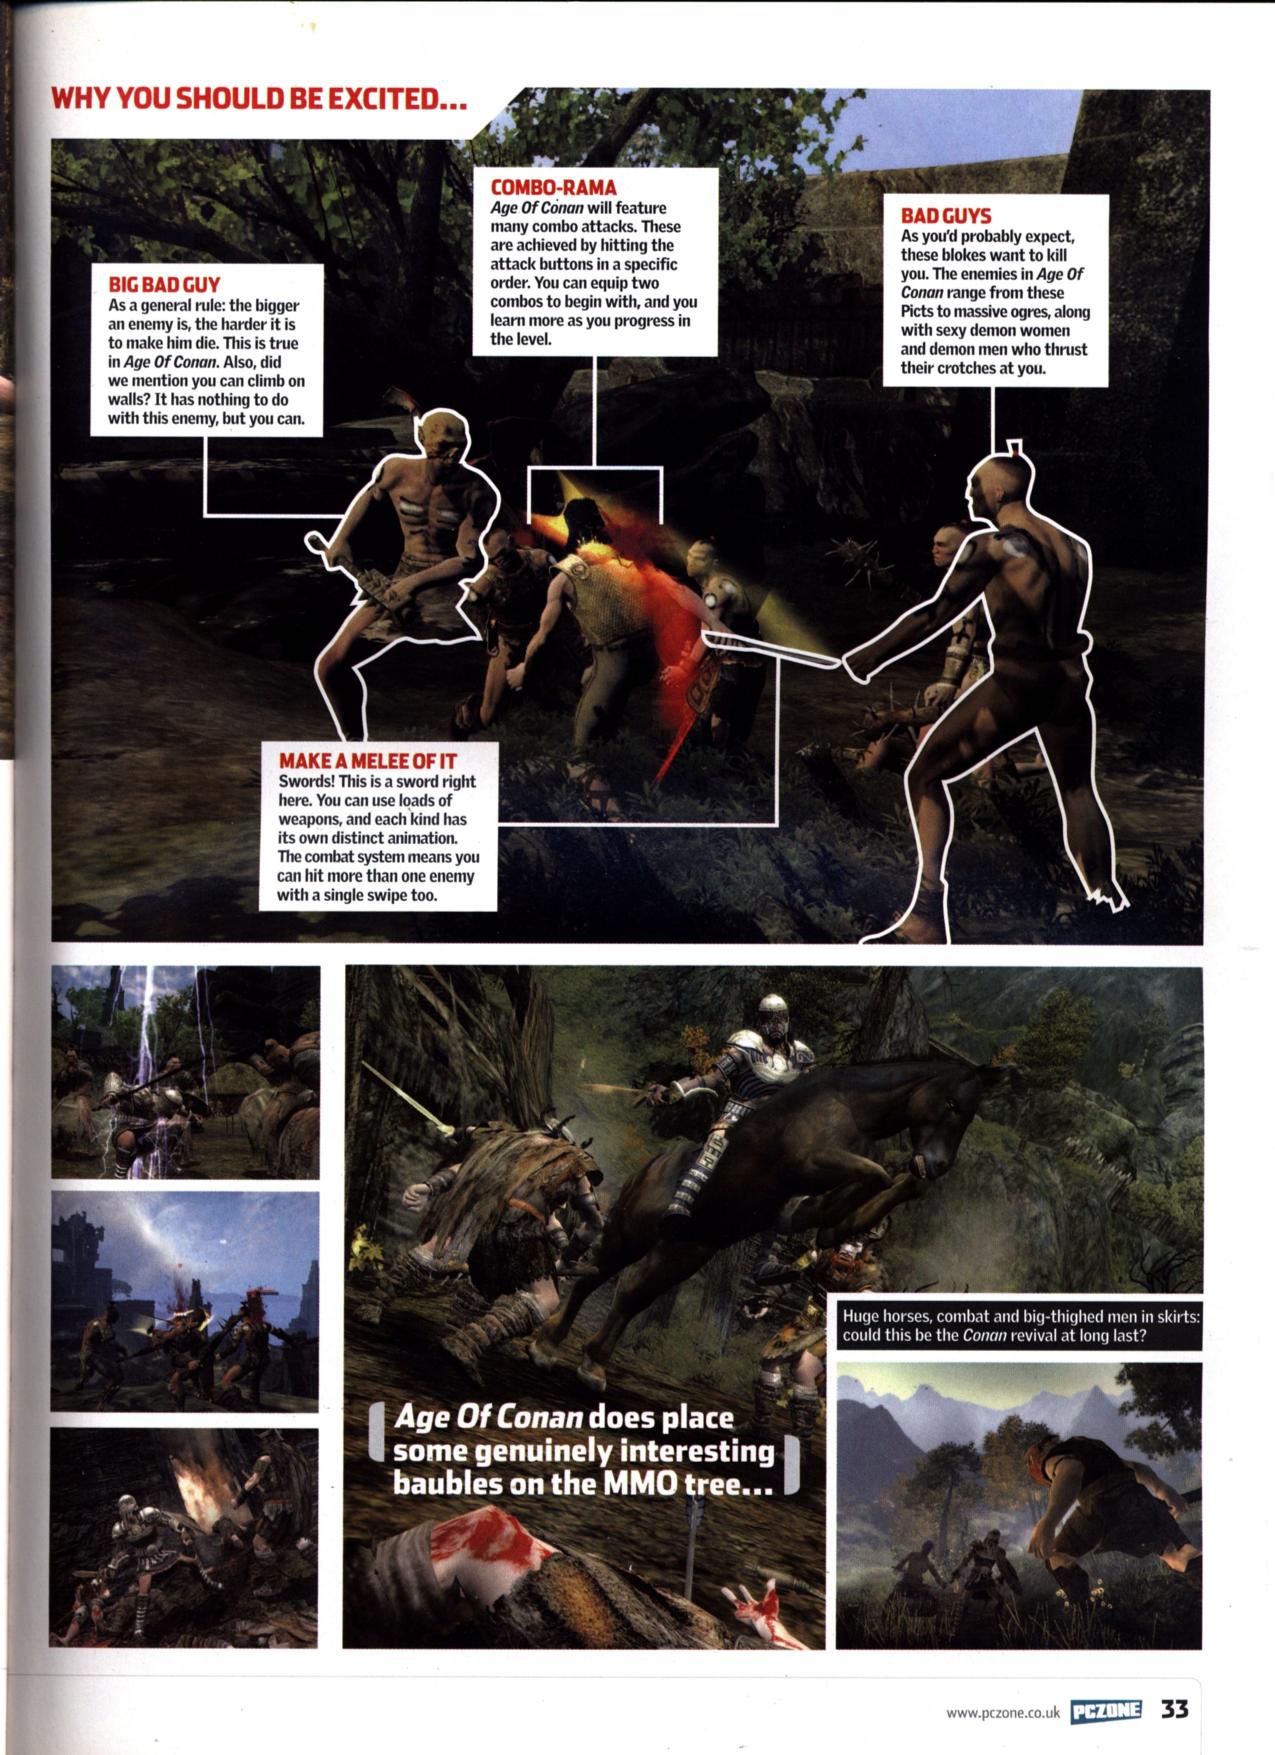 WHY YOU SHOULD BE EXCITED...
COMBO-RAMA
Age Of Conan will feature
many combo attacks. These
are achieved by hitting the
attack buttons in a specific
order. You can equip two
combos to begin with, and you
learn more as you progress in
the level.
BAD GUYS
As you'd probably expect,
these blokes want to kill
you. The enemies in Age Of
Conan range from these
Picts to massive ogres, along
with sexy demon women
and demon men who thrust
their crotches at you.
BIG BAD GUY
As a general rule: the bigger
an enemy is, the harder it is
to make him die. This is true
in Age Of Conan. Also, did
we mention you can climb on
walls? It has nothing to do
with this enemy, but you can.
MAKE A MELEE OF IT
Swords! This is a sword right
here. You can use loads of
weapons, and each kind has
its own distinct animation.
The combat system means you
can hit more than one enemy
with a single swipe too.
Huge horses, combat and big-thighed men in skirts:
could this be the Conan revival at long last?
Age Of Conan does place
some genuinely interesting
baubles on the MMO tree...
www.pczone.co.uk PCZONE 33